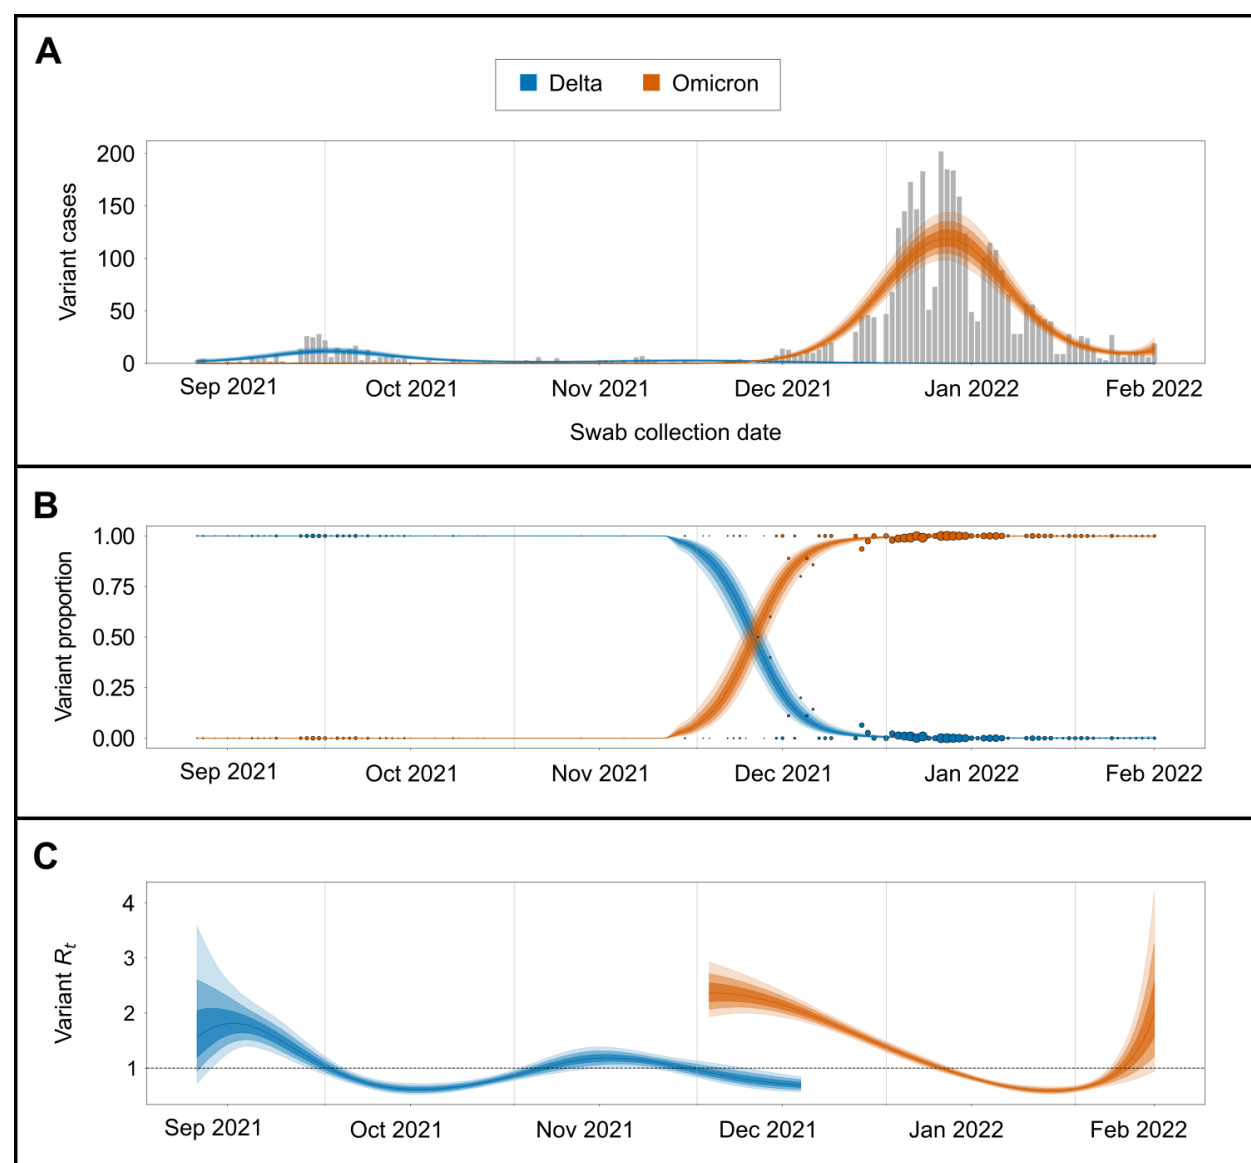 A
Delta Omicron
Variant cases
200
150
100
50
0
Sep 2021 Oct 2021 Nov 2021 Dec 2021 Jan 2022 Feb 2022
Swab collection date
B
Variant proportion
1.00
0.75
0.50
0.25
0.00
Sep 2021 Oct 2021 Nov 2021 Dec 2021 Jan 2022 Feb 2022
C
Variant Rt
4
3
2
1
Sep 2021 Oct 2021 Nov 2021 Dec 2021 Jan 2022 Feb 2022